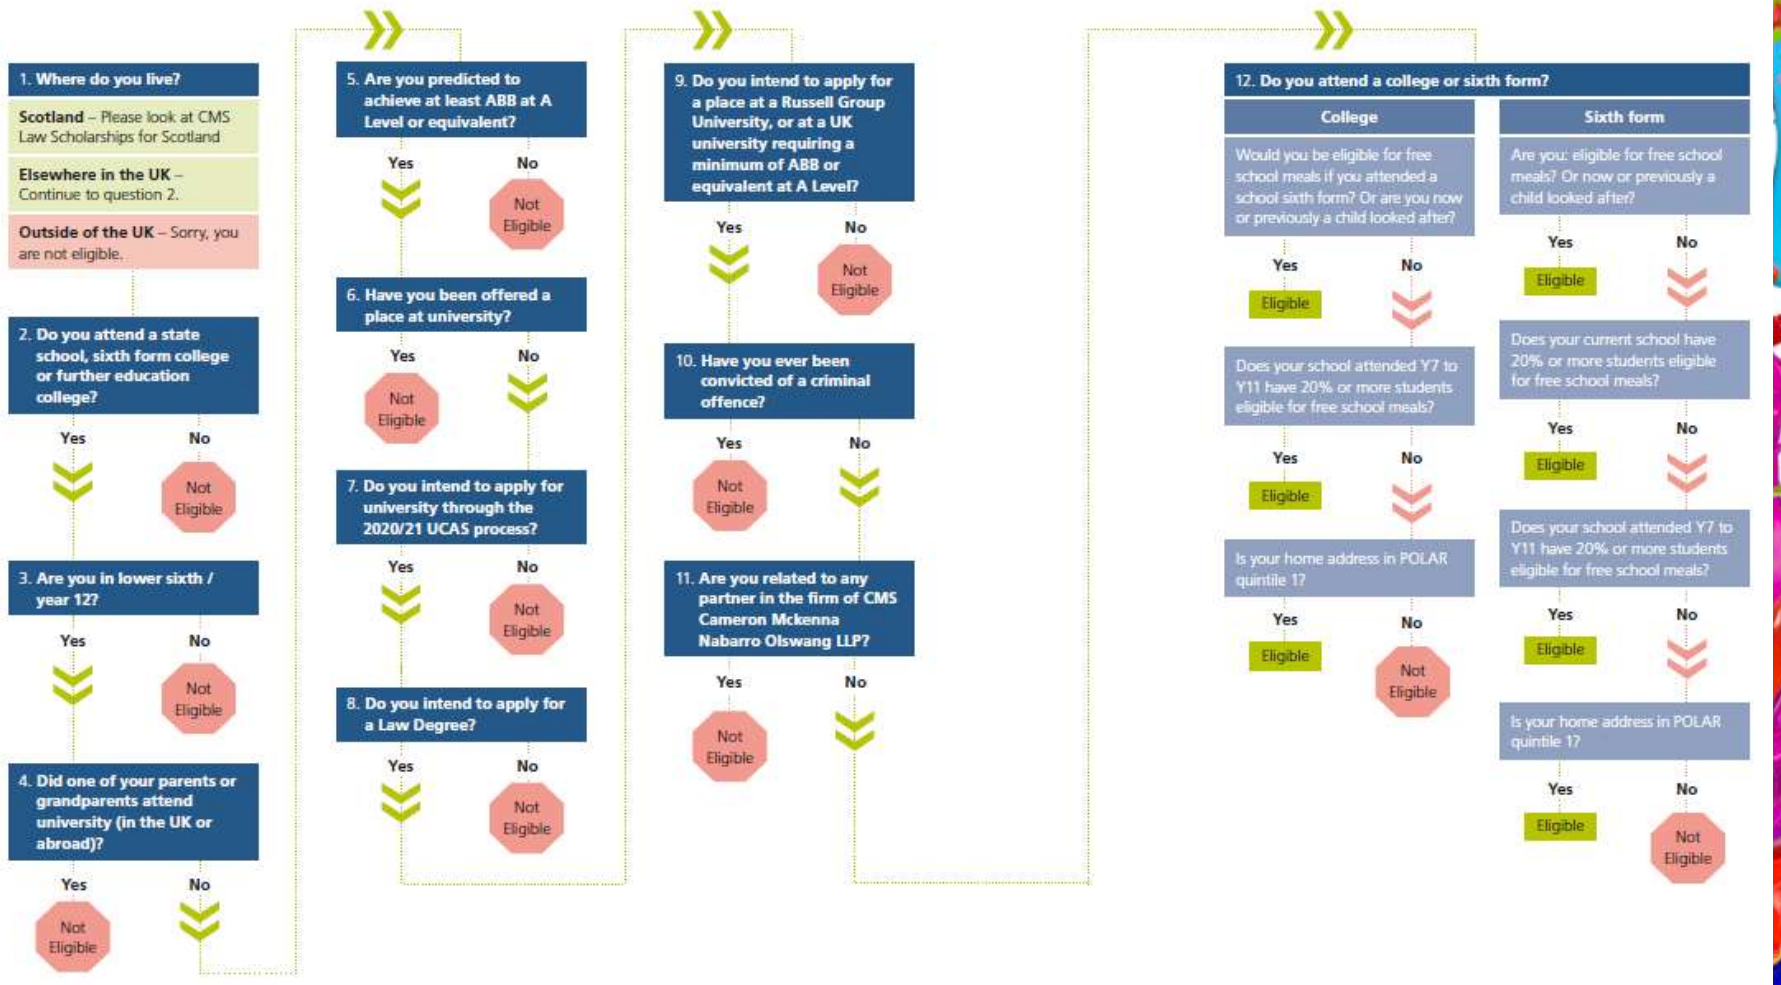 1. Where do you live?
Scotland – Please look at CMS
Law Scholarships for Scotland
Elsewhere in the UK –
Continue to question 2.
Outside of the UK – Sorry, you
are not eligible.
2. Do you attend a state
school, sixth form college
or further education
college?
Yes
No
Not
Eligible
3. Are you in lower sixth /
year 12?
Yes
No
Not
Eligible
4. Did one of your parents or
grandparents attend
university (in the UK or
abroad)?
Yes
No
Not
Eligible
5. Are you predicted to
achieve at least ABB at A
Level or equivalent?
Yes
No
Not
Eligible
6. Have you been offered a
place at university?
Yes
No
Not
Eligible
7. Do you intend to apply for
university through the
2020/21 UCAS process?
Yes
No
Not
Eligible
8. Do you intend to apply for
a Law Degree?
Yes
No
Not
Eligible
9. Do you intend to apply for
a place at a Russell Group
University, or at a UK
university requiring a
minimum of ABB or
equivalent at A Level?
Yes
No
Not
Eligible
10. Have you ever been
convicted of a criminal
offence?
Yes
No
Not
Eligible
11. Are you related to any
partner in the firm of CMS
Cameron Mckenna
Nabarro Olswang LLP?
Yes
No
Not
Eligible
12. Do you attend a college or sixth form?
College
Would you be eligible for free
school meals if you attended a
school sixth form? Or are you now
or previously a child looked after?
Yes
No
Eligible
Does your school attended Y7 to
Y11 have 20% or more students
eligible for free school meals?
Yes
No
Eligible
Is your home address in POLAR
quintile 1?
Yes
No
Eligible
Not
Eligible
Sixth form
Are you: eligible for free school
meals? Or now or previously a
child looked after?
Yes
No
Eligible
Does your current school have
20% or more students eligible
for free school meals?
Yes
No
Eligible
Does your school attended Y7 to
Y11 have 20% or more students
eligible for free school meals?
Yes
No
Eligible
Is your home address in POLAR
quintile 1?
Yes
No
Eligible
Not
Eligible